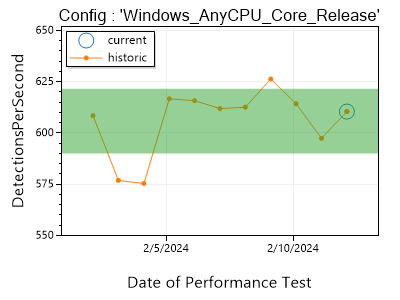 Config : 'Windows_AnyCPU_Core_Release'
650
625
600
575
550
DetectionsPerSecond
current
historic
2/5/2024
2/10/2024
Date of Performance Test